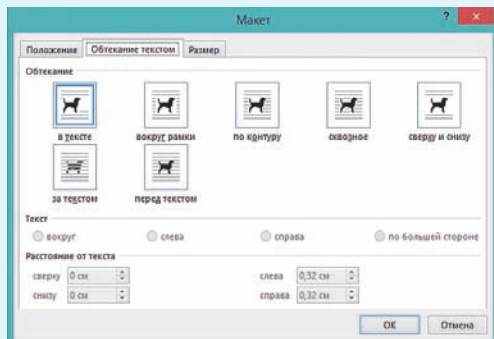 Макет ?
Положение Обтекание текстом Размер
Обтекание
в тексте вокруг рамки по контуру сквозное сверху и снизу
за текстом перед текстом
Текст
вокруг слева справа по большей стороне
Расстояние от текста
сверху 0 см слева 0,32 см
снизу 0 см справа 0,32 см
ОК Отмена